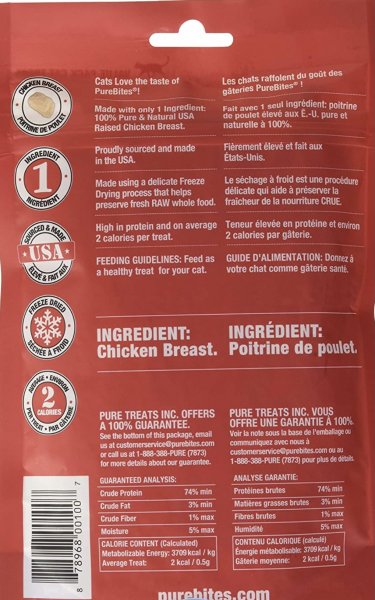 CHICKEN BREAST
POITRINE DE POULET
Cats Love the taste of
PureBites®!
Made with only 1 Ingredient:
100% Pure & Natural USA
Raised Chicken Breast.
INGREDIENT
1
INGRÉDIENT
Proudly sourced and made
in the USA.
Made using a delicate Freeze
Drying process that helps
preserve fresh RAW whole food.
SOURCED & MADE
USA
ÉLEVÉ & FAIT AUX
High in protein and on average
2 calories per treat.
FEEDING GUIDELINES: Feed as
a healthy treat for your cat.
FREEZE DRIED
SÉCHÉE À FROID
Les chats raffolent du goût des
gâteries PureBites®!
Fait avec 1 seul ingrédient: poitrine
de poulet élevé aux É.-U. pure et
naturelle à 100%.
Fièrement élevé et fait aux
États-Unis.
Le séchage à froid est une procédure
délicate qui aide à préserver la
fraîcheur de la nourriture CRUE.
Teneur élevée en protéine et environ
2 calories par gâterie.
GUIDE D'ALIMENTATION: Donnez à
votre chat comme gâterie santé.
INGREDIENT:
Chicken Breast.
INGRÉDIENT:
Poitrine de poulet.
AVERAGE • ENVIRON
2
CALORIES
PER TREAT • PAR GÂTERIE
PURE TREATS INC. OFFERS
A 100% GUARANTEE.
See the bottom of this package, email
us at customerservice@purebites.com
or call us at 1-888-388-PURE (7873)
for more details about our guarantee.
PURE TREATS INC. VOUS
OFFRE UNE GARANTIE À 100%.
Voir la note sous la base de l'emballage ou
communiquez avec nous à
customerservice@purebites.com ou au
1-888-388-PURE (7873) pour plus de détails.
GUARANTEED ANALYSIS:
Crude Protein 74% min
Crude Fat 3% min
Crude Fiber 1% max
Moisture 5% max
CALORIE CONTENT (Calculated)
Metabolizable Energy: 3709 kcal / kg
Average Treat: 2 kcal / 0.5g
ANALYSE GARANTIE:
Protéines brutes 74% min
Matières grasses brutes 3% min
Fibres brutes 1% max
Humidité 5% max
CONTENU CALORIQUE (calculé)
Énergie métabolisable: 3709 kcal / kg
Gâterie moyenne: 2 kcal / 0.5g
8 78968 00100 7
purebites.com